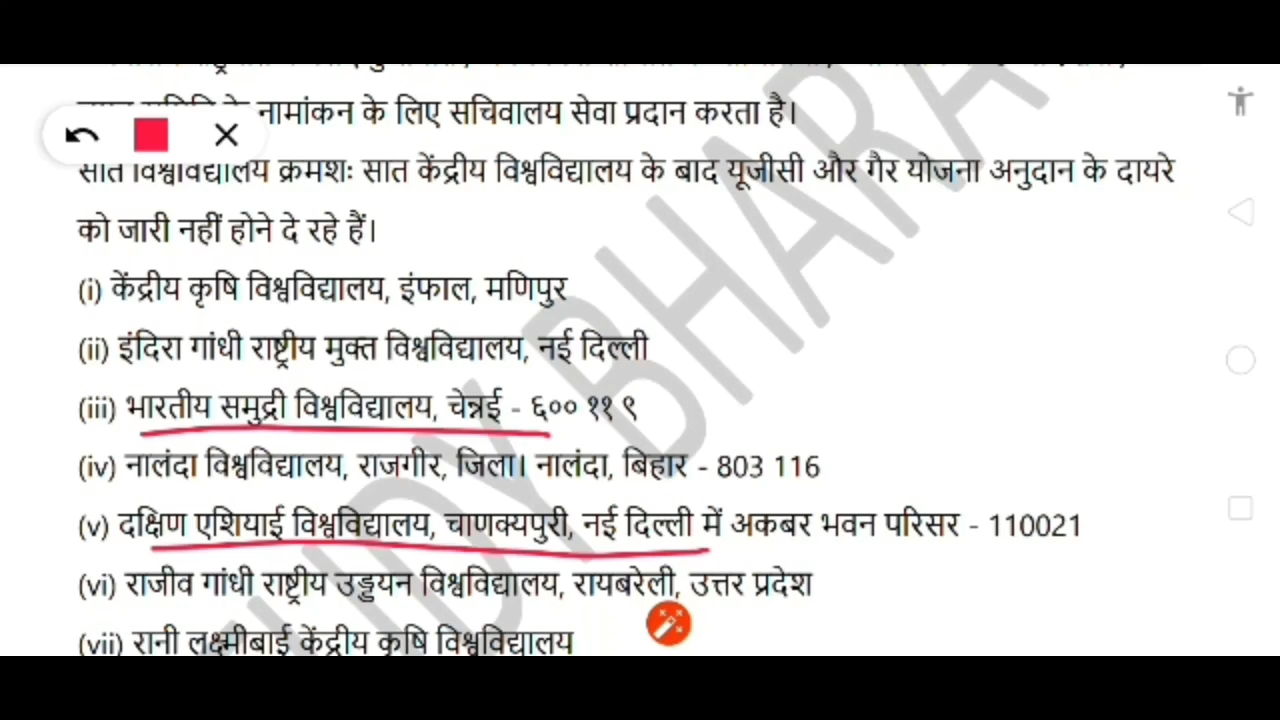 नामांकन के लिए सचिवालय सेवा प्रदान करता है।
सात विश्वविद्यालय क्रमशः सात केंद्रीय विश्वविद्यालय के बाद यूजीसी और गैर योजना अनुदान के दायरे
को जारी नहीं होने दे रहे हैं।
(i) केंद्रीय कृषि विश्वविद्यालय, इंफाल, मणिपुर
(ii) इंदिरा गांधी राष्ट्रीय मुक्त विश्वविद्यालय, नई दिल्ली
(iii) भारतीय समुद्री विश्वविद्यालय, चेन्नई - ६०० ११ ९
(iv) नालंदा विश्वविद्यालय, राजगीर, जिला। नालंदा, बिहार - 803 116
(v) दक्षिण एशियाई विश्वविद्यालय, चाणक्यपुरी, नई दिल्ली में अकबर भवन परिसर - 110021
(vi) राजीव गांधी राष्ट्रीय उड्डयन विश्वविद्यालय, रायबरेली, उत्तर प्रदेश
(vii) रानी लक्ष्मीबाई केंद्रीय कृषि विश्वविद्यालय